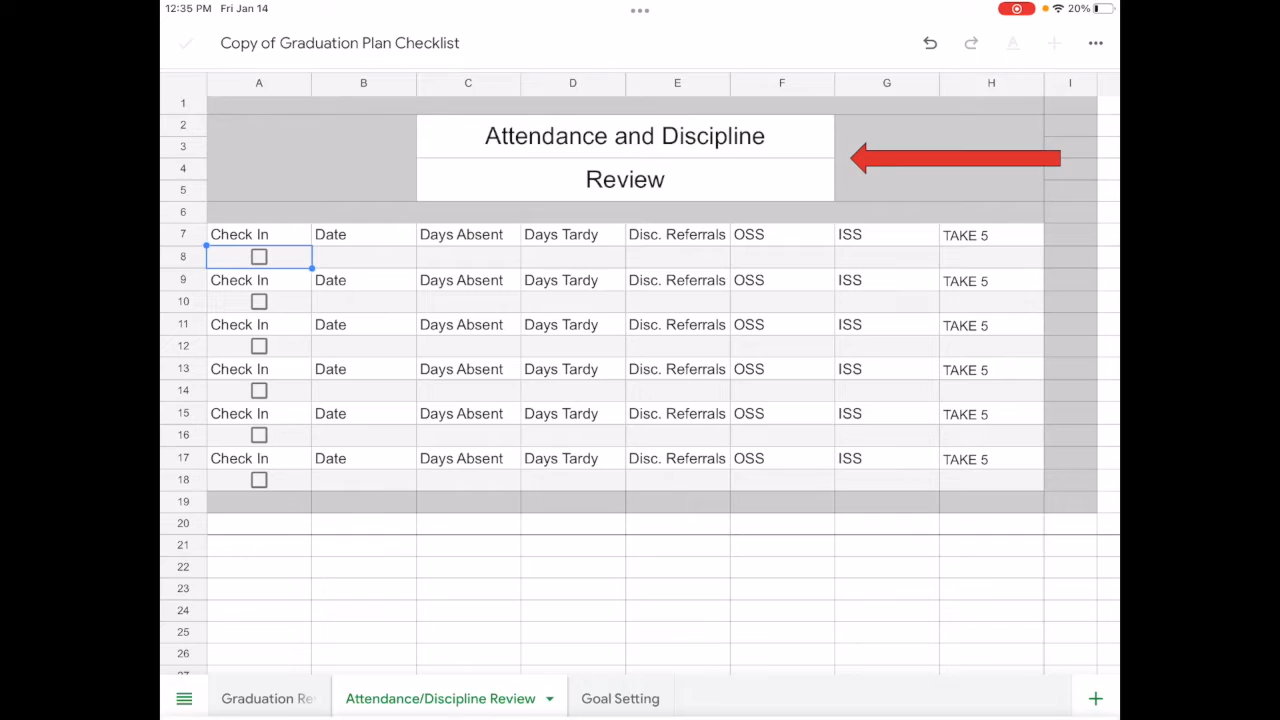 12:35 PM Fri Jan 14
20%
Copy of Graduation Plan Checklist
A B C D E F G H I
1
2
Attendance and Discipline
3
4
Review
5
6
7 Check In Date Days Absent Days Tardy Disc. Referrals OSS ISS TAKE 5
8
9 Check In Date Days Absent Days Tardy Disc. Referrals OSS ISS TAKE 5
10
11 Check In Date Days Absent Days Tardy Disc. Referrals OSS ISS TAKE 5
12
13 Check In Date Days Absent Days Tardy Disc. Referrals OSS ISS TAKE 5
14
15 Check In Date Days Absent Days Tardy Disc. Referrals OSS ISS TAKE 5
16
17 Check In Date Days Absent Days Tardy Disc. Referrals OSS ISS TAKE 5
18
19
20
21
22
23
24
25
26
Graduation Attendance/Discipline Review Goal Setting